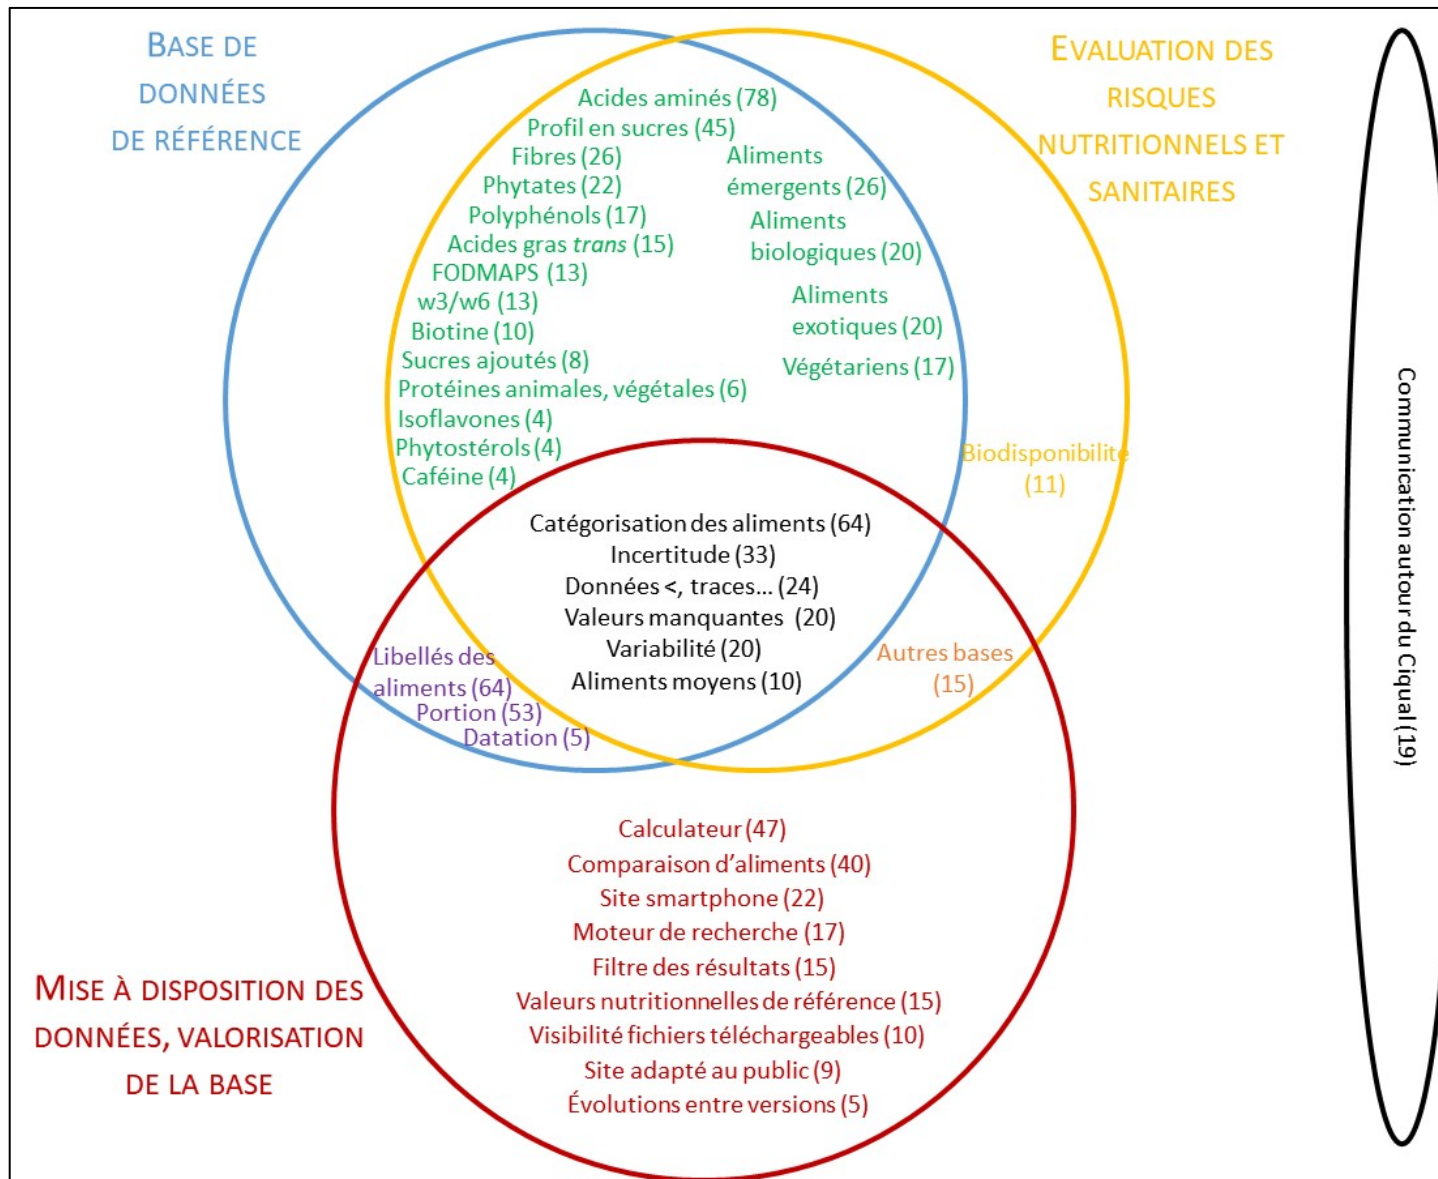 BASE DE
DONNÉES
DE RÉFÉRENCE
EVALUATION DES
RISQUES
NUTRITIONNELS ET
SANITAIRES
Acides aminés (78)
Profil en sucres (45)
Fibres (26)
Phytates (22)
Polyphénols (17)
Acides gras trans (15)
FODMAPS (13)
w3/w6 (13)
Biotine (10)
Sucres ajoutés (8)
Protéines animales, végétales (6)
Isoflavones (4)
Phytostérols (4)
Caféine (4)
Aliments
émergents (26)
Aliments
biologiques (20)
Aliments
exotiques (20)
Végétariens (17)
Biodisponibilité
(11)
Catégorisation des aliments (64)
Incertitude (33)
Données <, traces... (24)
Valeurs manquantes (20)
Variabilité (20)
Aliments moyens (10)
Libellés des
aliments (64)
Portion (53)
Datation (5)
Autres bases
(15)
Calculateur (47)
Comparaison d'aliments (40)
Site smartphone (22)
Moteur de recherche (17)
Filtre des résultats (15)
Valeurs nutritionnelles de référence (15)
Visibilité fichiers téléchargeables (10)
Site adapté au public (9)
Évolutions entre versions (5)
MISE À DISPOSITION DES
DONNÉES, VALORISATION
DE LA BASE
Communication autour du Ciqual (19)